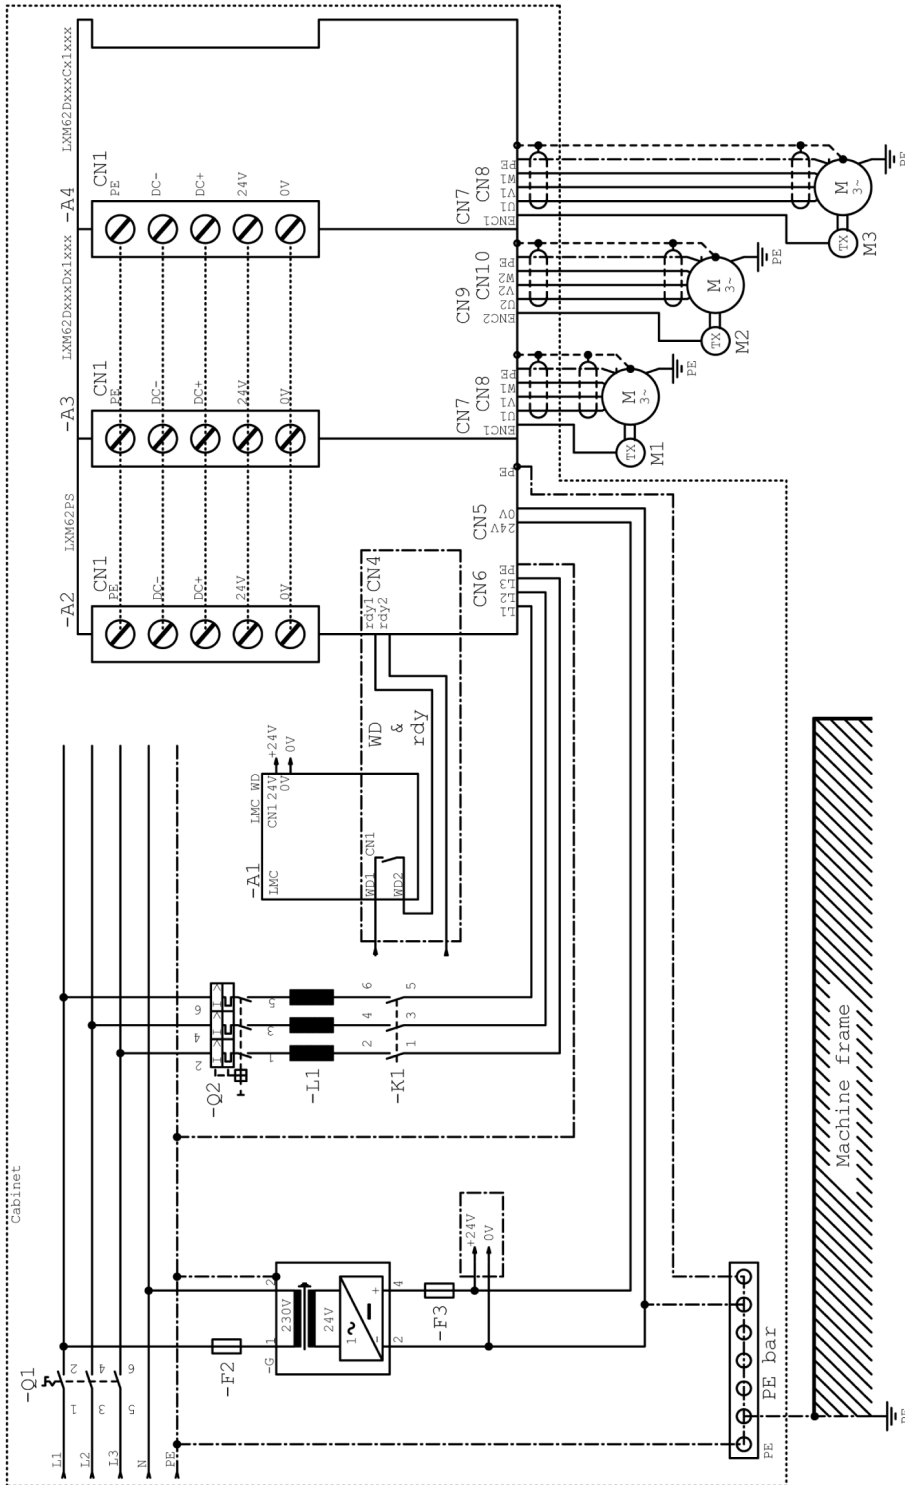 Cabinet
-Q1
L1
1
2
L2
3
4
L3
5
6
N
PE
-F2
-G
1
2
230V
24V
1
~
-
+
2
4
-F3
+24V
0V
-Q2
I>
I>
I>
2
4
6
1
3
5
-L1
-K1
2
4
6
1
3
5
-A1
LMC
LMC WD
CN1
24V
0V
+24V
0V
CN1
WD1
WD2
WD
&
rdy
-A2
LXM62PS
CN1
PE
DC-
DC+
24V
0V
CN4
rdy1
rdy2
CN6
L1
L2
L3
PE
CN5
24V
0V
PE
-A3
LXM62DxxxDx1xxx
CN1
PE
DC-
DC+
24V
0V
CN7
CN8
ENC1
U1
V1
W1
PE
CN9
CN10
ENC2
U2
V2
W2
PE
-A4
LXM62DxxxCx1xxx
CN1
PE
DC-
DC+
24V
0V
CN7
CN8
ENC1
U1
V1
W1
PE
TX
M
3~
M1
PE
TX
M
3~
M2
PE
TX
M
3~
M3
PE
PE
PE bar
Machine frame
PE